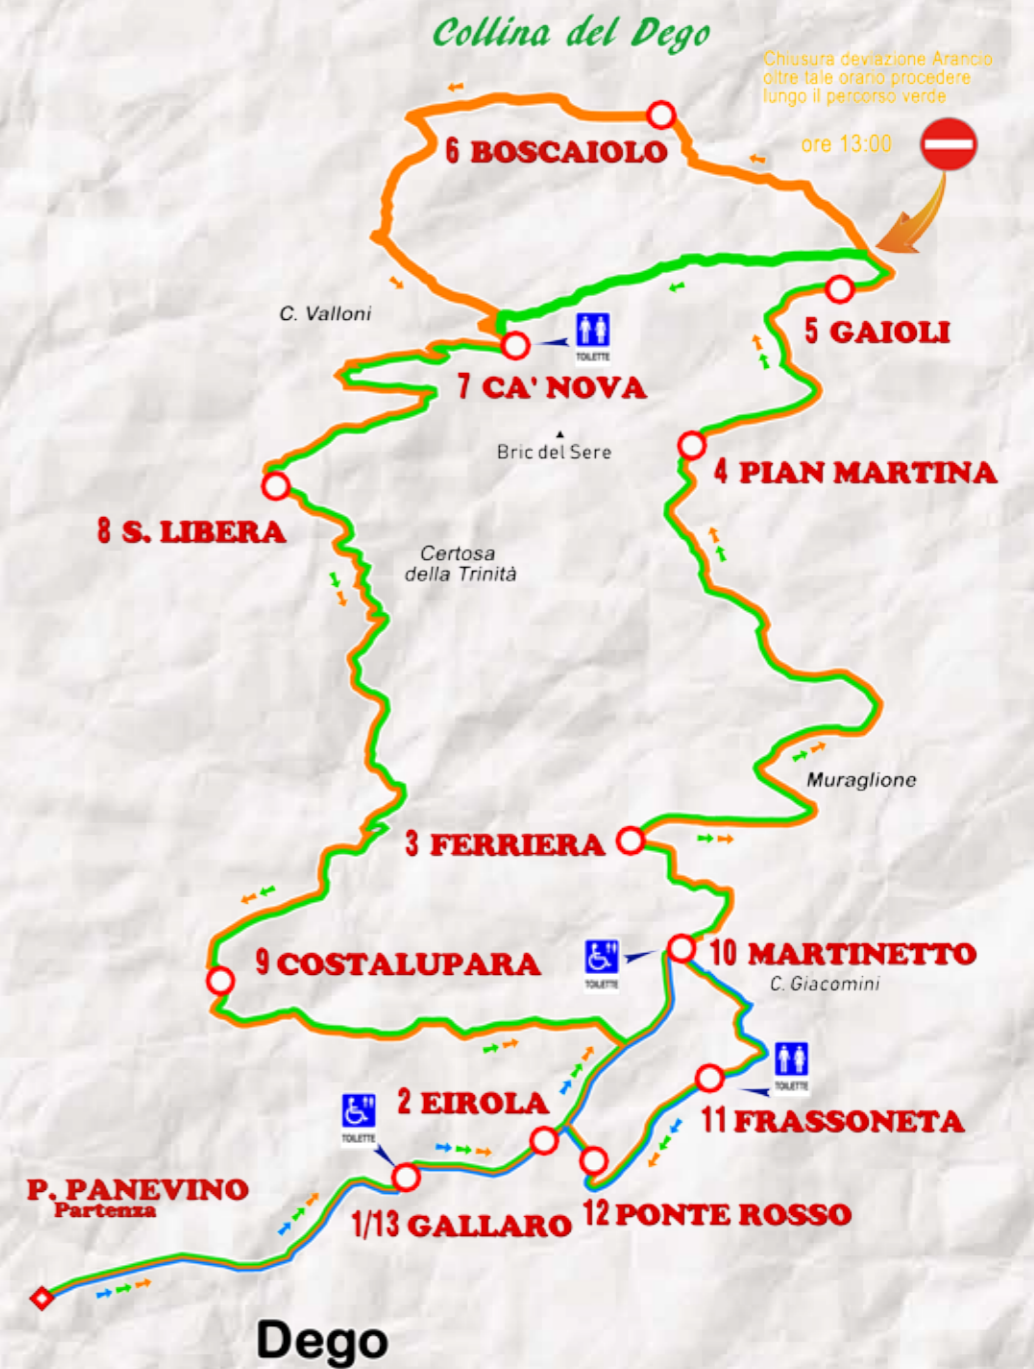 Collina del Dego
Chiusura deviazione Arancio
oltre tale orario procedere
lungo il percorso verde
ore 13:00
6 BOSCAIOLO
C. Valloni
TOILETTE
5 GAIOLI
7 CA' NOVA
Bric del Sere
4 PIAN MARTINA
8 S. LIBERA
Certosa
della Trinità
Muraglione
3 FERRIERA
9 COSTALUPARA
TOILETTE
10 MARTINETTO
C. Giacomini
TOILETTE
2 EIROLA
11 FRASSONETA
TOILETTE
P. PANEVINO
Partenza
1/13 GALLARO
12 PONTE ROSSO
Dego